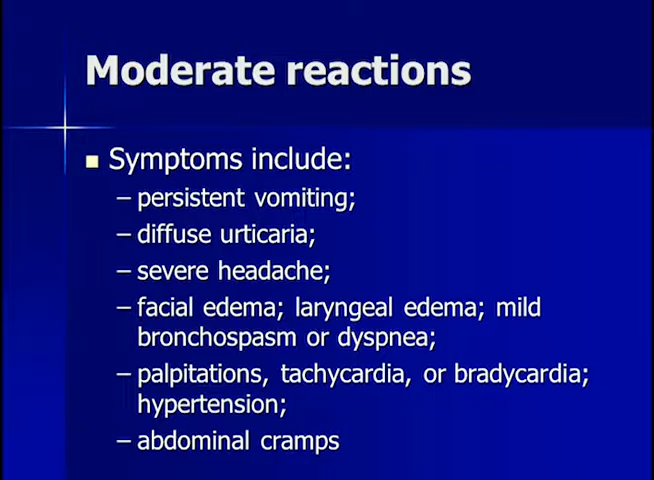 Moderate reactions
Symptoms include:
– persistent vomiting;
– diffuse urticaria;
– severe headache;
– facial edema; laryngeal edema; mild
bronchospasm or dyspnea;
– palpitations, tachycardia, or bradycardia;
hypertension;
– abdominal cramps